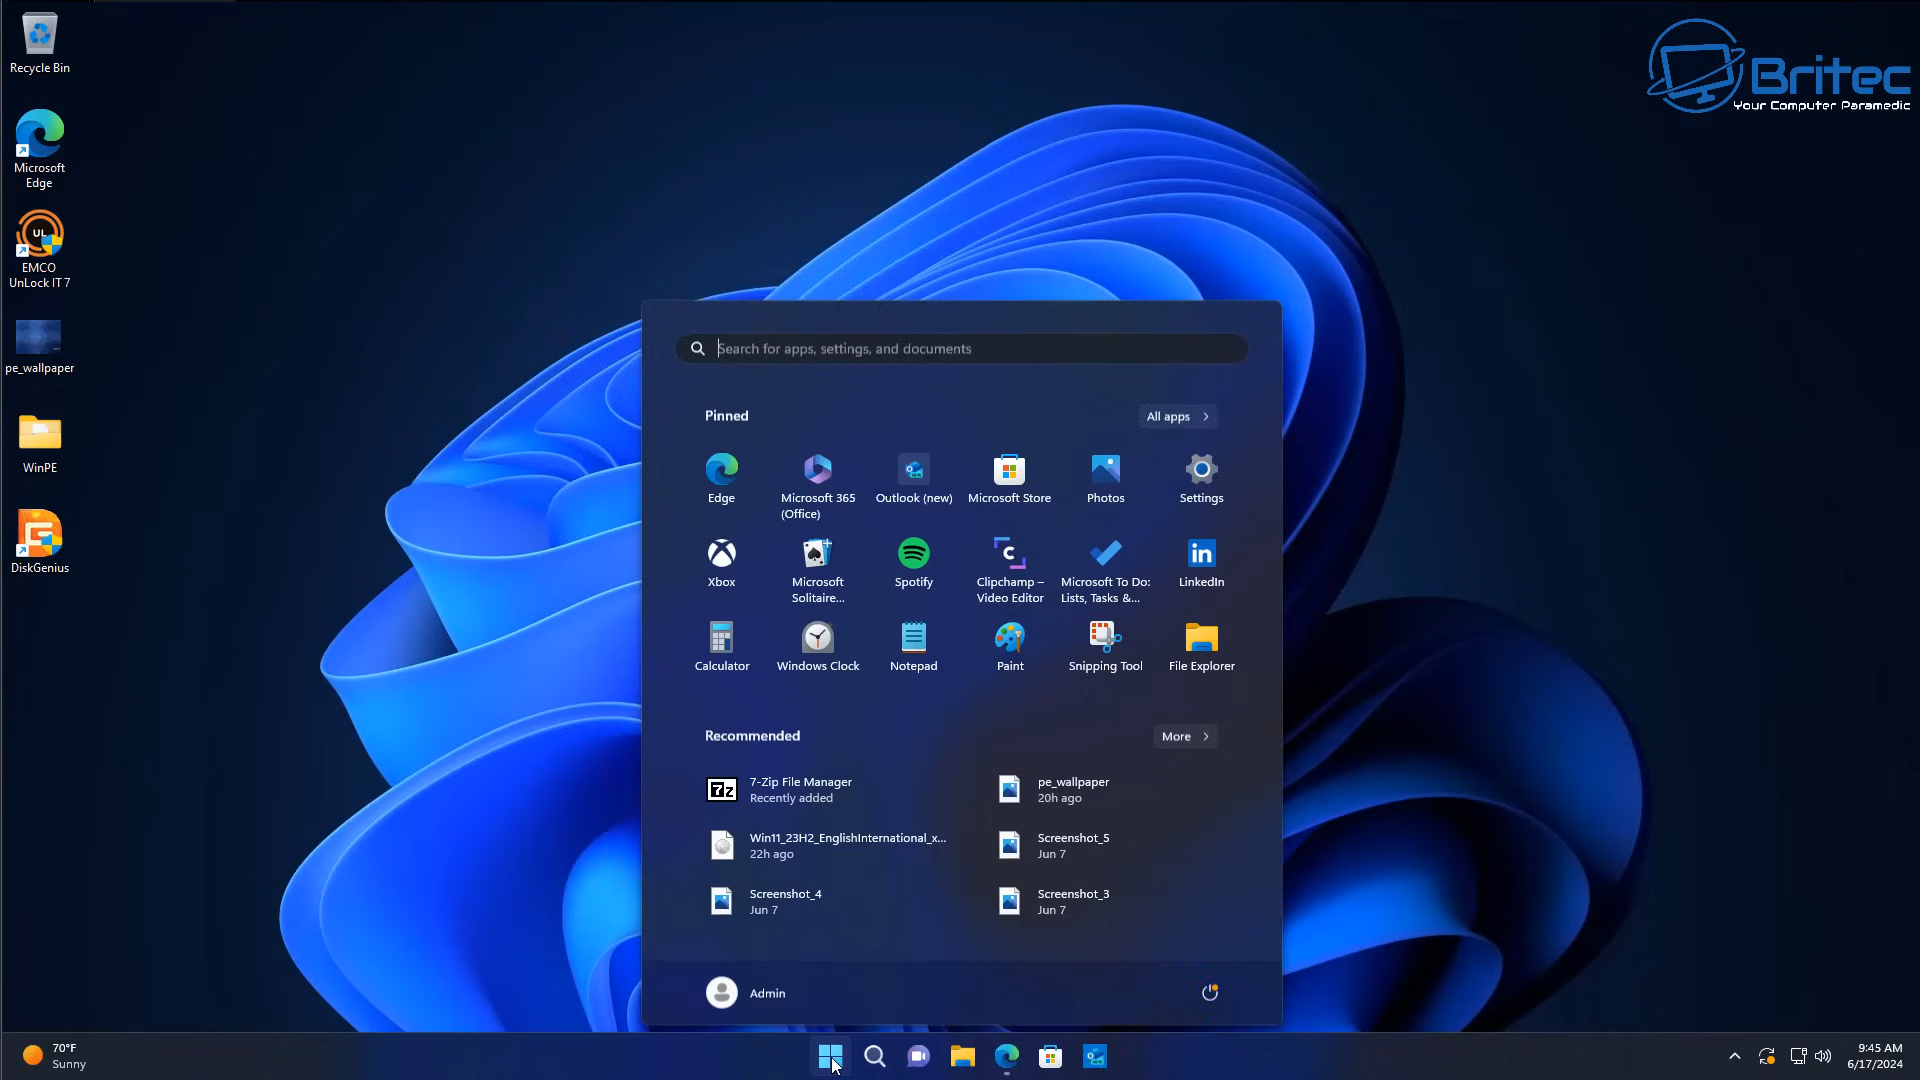 Recycle Bin
Microsoft
Edge
UL
EMCO
UnLock IT 7
pe_wallpaper
WinPE
DiskGenius
Britec
Your Computer Paramedic
Search for apps, settings, and documents
Pinned
All apps
Edge
Microsoft 365
(Office)
Outlook (new)
Microsoft Store
Photos
Settings
Xbox
Microsoft
Solitaire...
Spotify
Clipchamp –
Video Editor
Microsoft To Do:
Lists, Tasks &...
LinkedIn
Calculator
Windows Clock
Notepad
Paint
Snipping Tool
File Explorer
Recommended
More
7-Zip File Manager
Recently added
pe_wallpaper
20h ago
Win11_23H2_EnglishInternational_x...
22h ago
Screenshot_5
Jun 7
Screenshot_4
Jun 7
Screenshot_3
Jun 7
Admin
70°F
Sunny
9:45 AM
6/17/2024